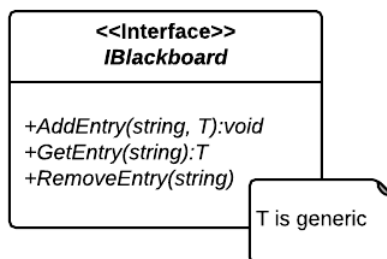 <<Interface>>
IBlackboard
+AddEntry(string, T):void
+GetEntry(string):T
+RemoveEntry(string)
T is generic